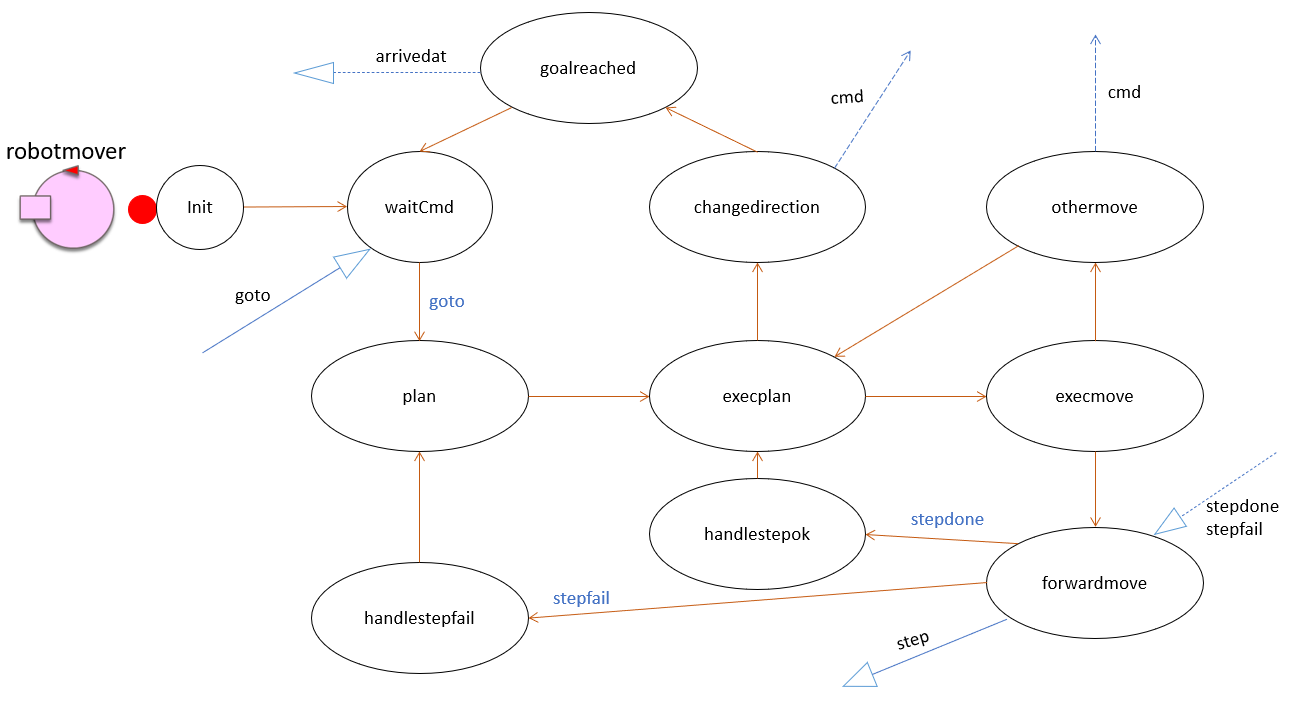 arrivedat
goalreached
cmd
cmd
robotmover
Init
waitCmd
changedirection
othermove
goto
goto
plan
execplan
execmove
stepdone
stepfail
stepdone
handlestepok
forwardmove
stepfail
handlestepfail
step